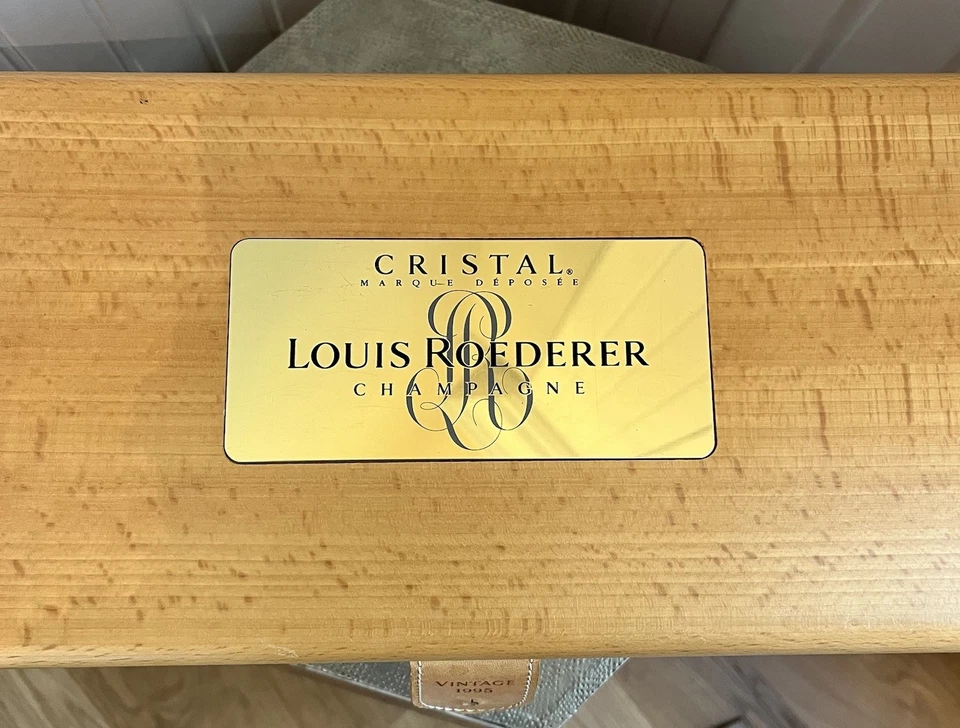 CRISTAL®
MARQUE DÉPOSÉE
LOUIS ROEDERER
CHAMPAGNE
VINTAGE
1995